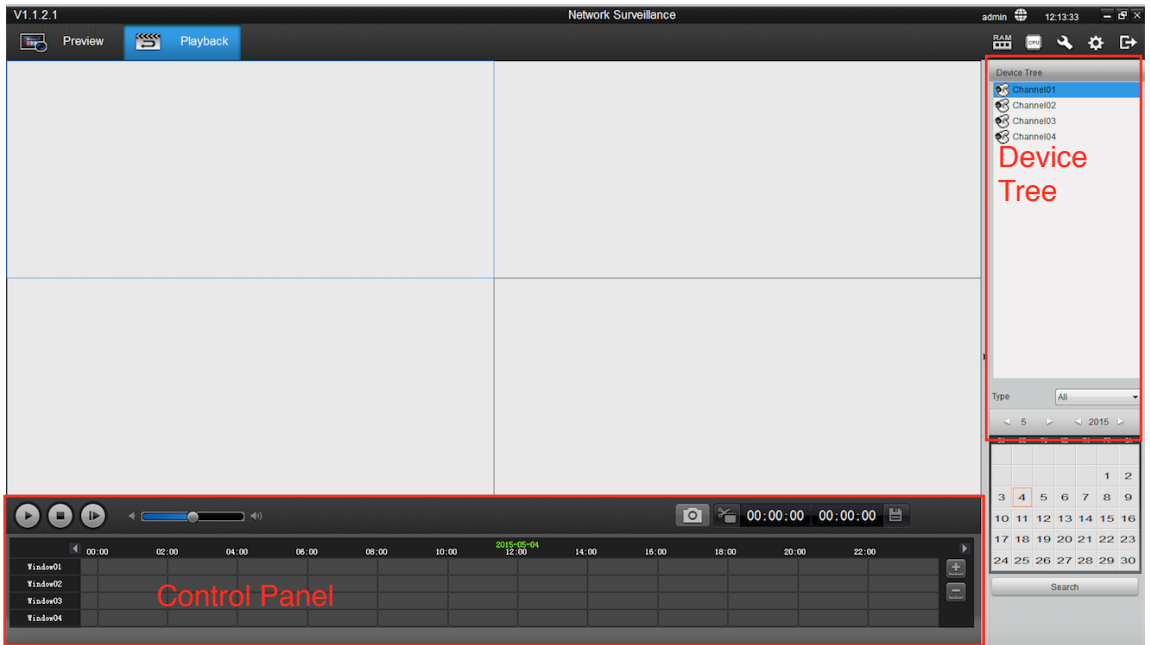 V1.1.2.1 Network Surveillance admin 12:13:33
Preview Playback RAM CPU
Device Tree
Channel01
Channel02
Channel03
Channel04
Device
Tree
Type All
5 2015
1 2
3 4 5 6 7 8 9
10 11 12 13 14 15 16
17 18 19 20 21 22 23
24 25 26 27 28 29 30
Search
00:00:00 00:00:00
2015-05-04
00:00 02:00 04:00 06:00 08:00 10:00 12:00 14:00 16:00 18:00 20:00 22:00
Window01
Window02
Window03
Window04
Control Panel